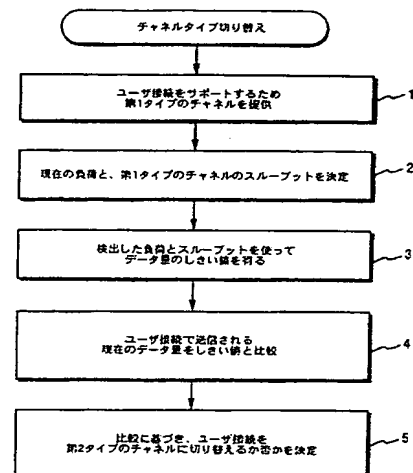 チャネルタイプ切り替え
ユーザ接続をサポートするため
第1タイプのチャネルを提供
1
現在の負荷と、第1タイプのチャネルのスループットを決定
2
検出した負荷とスループットを使って
データ量のしきい値を得る
3
ユーザ接続で送信される
現在のデータ量をしきい値と比較
4
比較に基づき、ユーザ接続を
第2タイプのチャネルに切り替えるか否かを決定
5